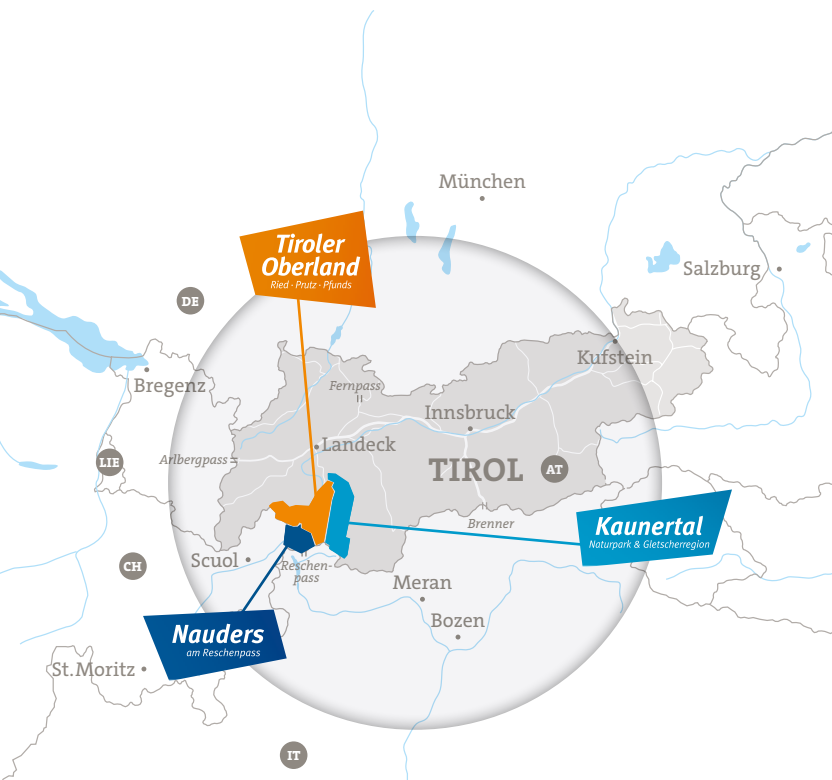 München
Tiroler
Oberland
Ried · Prutz · Pfunds
Salzburg
DE
Kufstein
Bregenz
Fernpass
Innsbruck
Landeck
Arlbergpass
LIE
TIROL
AT
Kaunertal
Naturpark & Gletscherregion
Brenner
Scuol
CH
Reschen-
pass
Meran
Bozen
Nauders
am Reschenpass
St.Moritz
IT